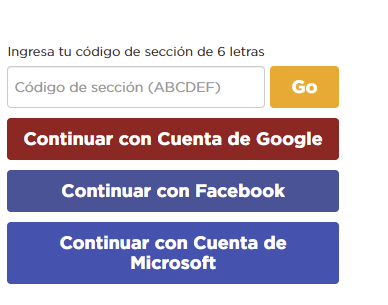 Ingresa tu código de sección de 6 letras
Código de sección (ABCDEF)
Go
Continuar con Cuenta de Google
Continuar con Facebook
Continuar con Cuenta de
Microsoft